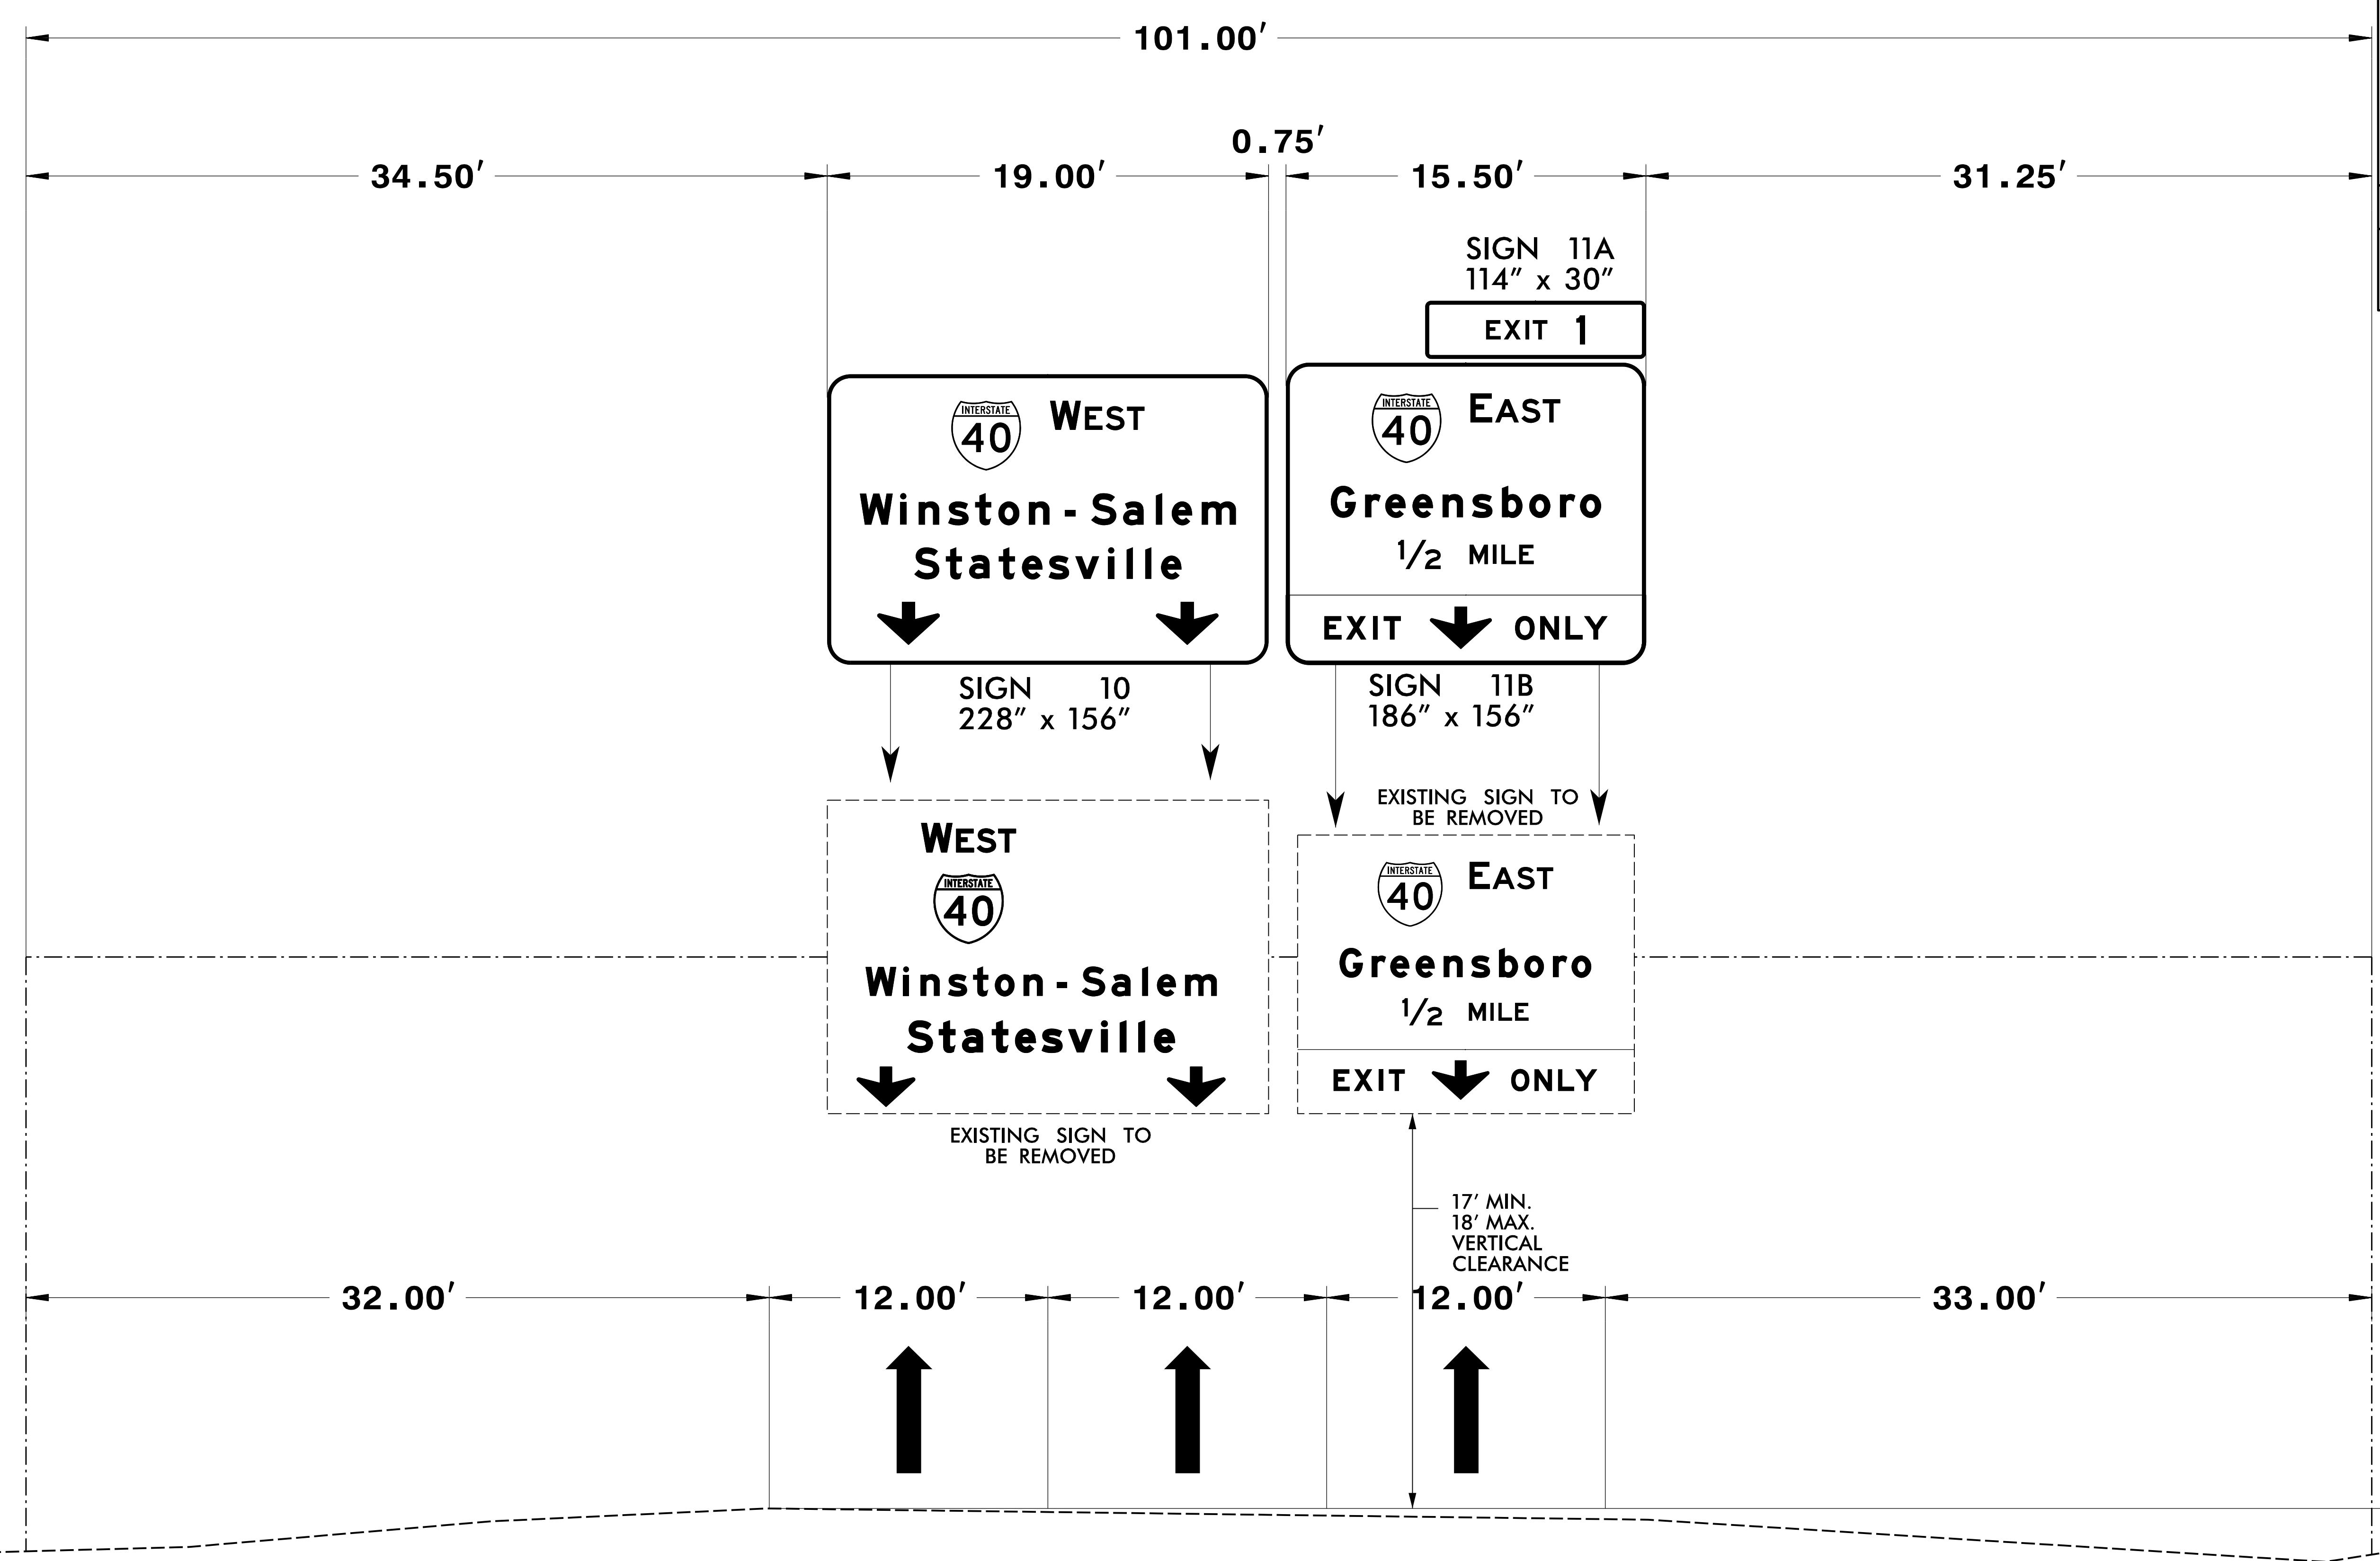 101.00'
0.75'
34.50' 19.00' 15.50' 31.25'
SIGN 11A
114" x 30"
EXIT 1
INTERSTATE
40
WEST
Winston-Salem
Statesville
INTERSTATE
40
EAST
Greensboro
1/2 MILE
EXIT ONLY
SIGN 10
228" x 156"
SIGN 11B
186" x 156"
EXISTING SIGN TO
BE REMOVED
WEST
INTERSTATE
40
Winston-Salem
Statesville
INTERSTATE
40
EAST
Greensboro
1/2 MILE
EXIT ONLY
EXISTING SIGN TO
BE REMOVED
17' MIN.
18' MAX.
VERTICAL
CLEARANCE
32.00' 12.00' 12.00' 12.00' 33.00'